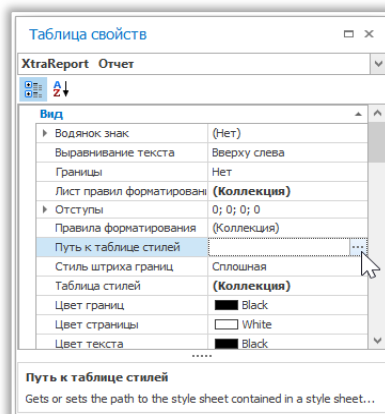 Таблица свойств
XtraReport Отчет
Вид
Водянок знак (Нет)
Выравнивание текста Вверху слева
Границы Нет
Лист правил форматирован (Коллекция)
Отступы 0; 0; 0; 0
Правила форматирования (Коллекция)
Путь к таблице стилей ...
Стиль штриха границ Сплошная
Таблица стилей (Коллекция)
Цвет границ Black
Цвет страницы White
Цвет текста Black
Путь к таблице стилей
Gets or sets the path to the style sheet contained in a style sheet...